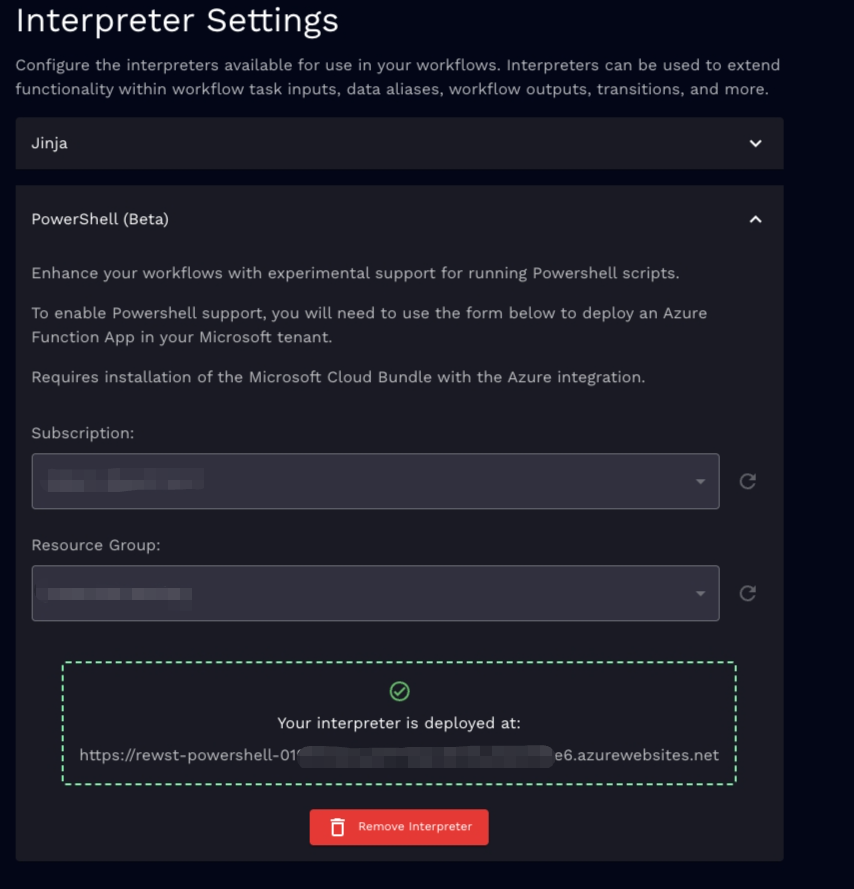 Interpreter Settings
Configure the interpreters available for use in your workflows. Interpreters can be used to extend
functionality within workflow task inputs, data aliases, workflow outputs, transitions, and more.
Jinja
PowerShell (Beta)
Enhance your workflows with experimental support for running Powershell scripts.
To enable Powershell support, you will need to use the form below to deploy an Azure
Function App in your Microsoft tenant.
Requires installation of the Microsoft Cloud Bundle with the Azure integration.
Subscription:
Resource Group:
Your interpreter is deployed at:
https://rewst-powershell-01 e6.azurewebsites.net
Remove Interpreter